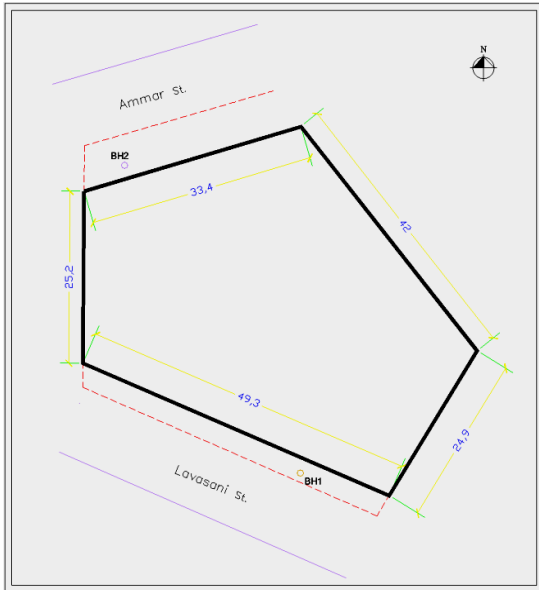 N
Ammar St.
BH2
33,4
42
25,2
49,3
24,9
Lavasani St.
BH1